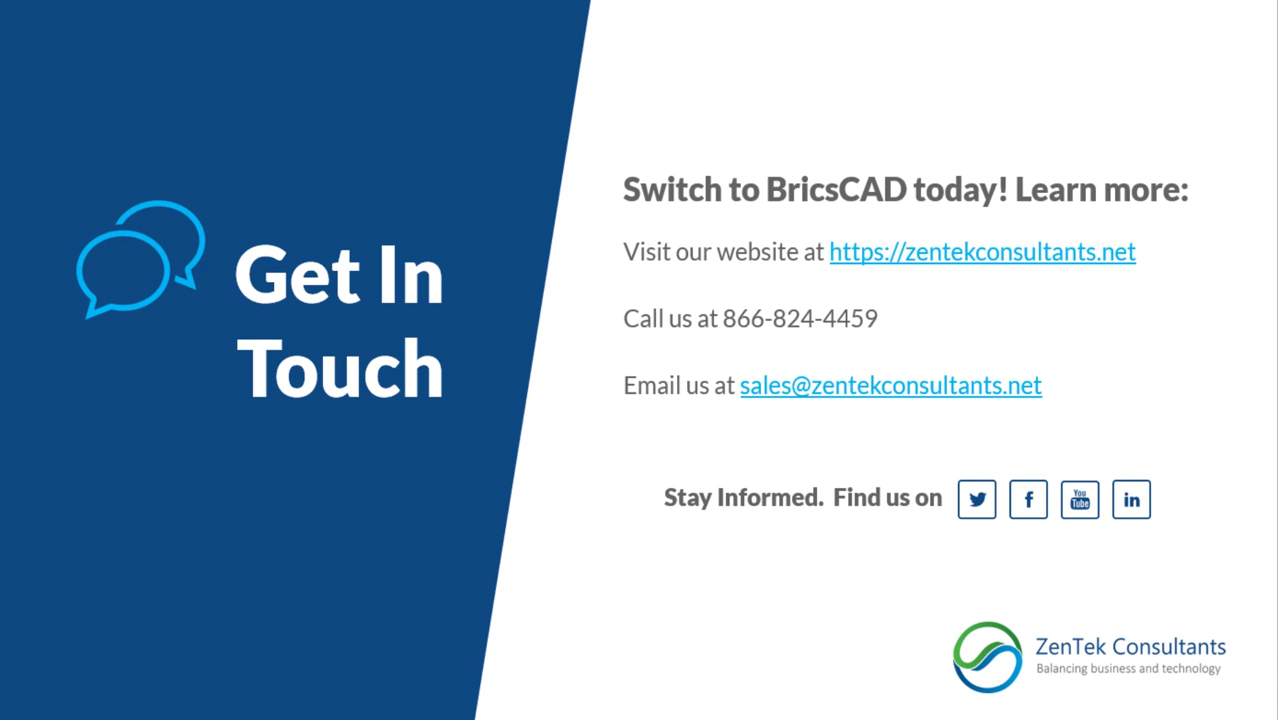 Get In
Touch
Switch to BricsCAD today! Learn more:
Visit our website at https://zentekconsultants.net
Call us at 866-824-4459
Email us at sales@zentekconsultants.net
Stay Informed.  Find us on
You
Tube
f
in
ZenTek Consultants
Balancing business and technology